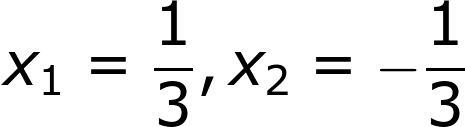 x₁ = 1/3, x₂ = −1/3